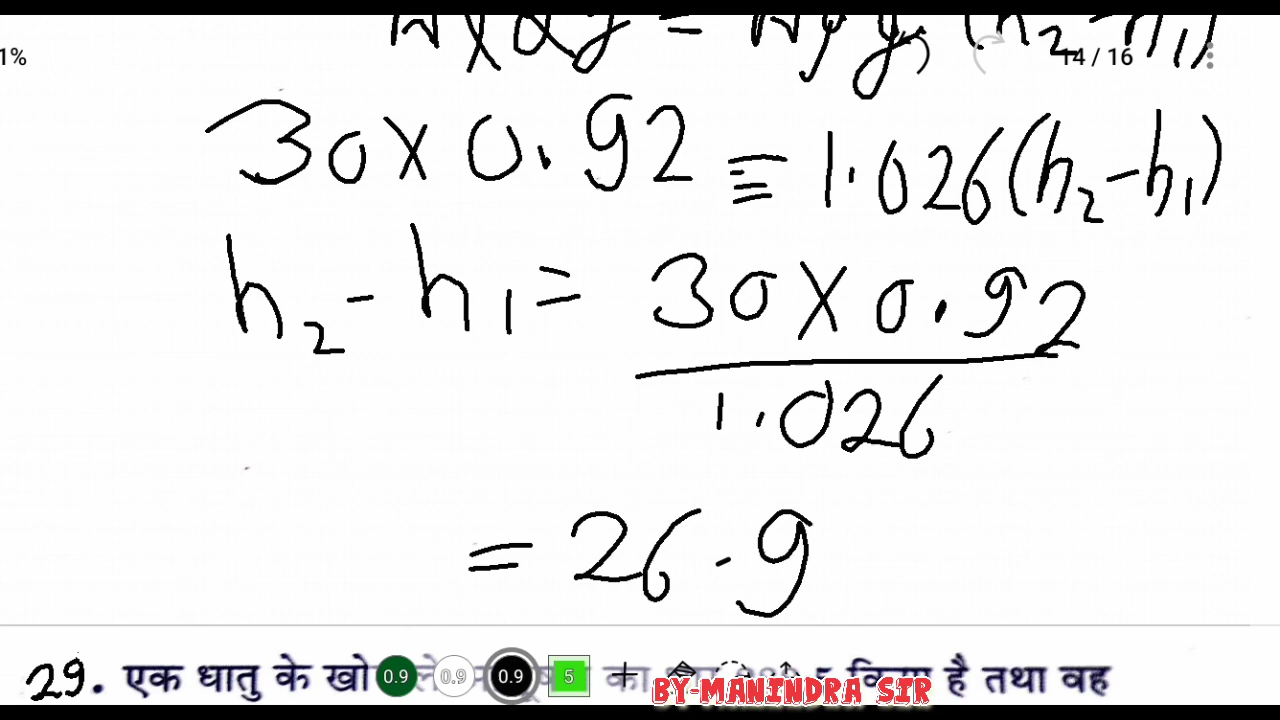 1%
14 / 16
30 × 0.92 = 1.026(h₂-h₁)
h₂ - h₁ = 30 × 0.92
1.026
= 26.9
29. एक धातु के 5 किग्रा है तथा वह
0.9 0.9 0.9 5
BY-MANINDRA SIR